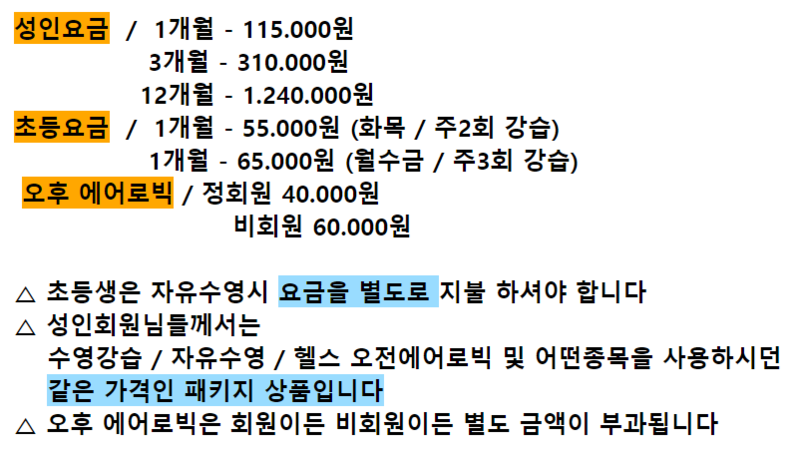 성인요금 / 1개월 - 115.000원
3개월 - 310.000원
12개월 - 1.240.000원
초등요금 / 1개월 - 55.000원 (화목 / 주2회 강습)
1개월 - 65.000원 (월수금 / 주3회 강습)
오후 에어로빅 / 정회원 40.000원
비회원 60.000원
△ 초등생은 자유수영시 요금을 별도로 지불 하셔야 합니다
△ 성인회원님들께서는
수영강습 / 자유수영 / 헬스 오전에어로빅 및 어떤종목을 사용하시던
같은 가격인 패키지 상품입니다
△ 오후 에어로빅은 회원이든 비회원이든 별도 금액이 부과됩니다